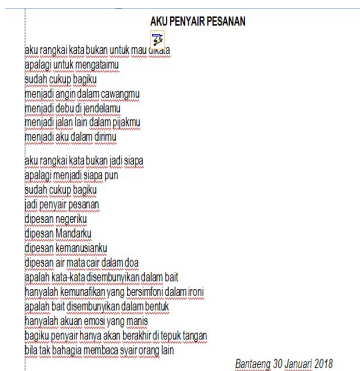 AKU PENYAIR PESANAN
aku rangkai kata bukan untuk mau dikata
apalagi untuk mengataimu
sudah cukup bagiku
menjadi angin dalam cawangmu
menjadi debu di jendelamu
menjadi jalan lain dalam pijakmu
menjadi aku dalam dirimu
aku rangkai kata bukan jadi siapa
apalagi menjadi siapa pun
sudah cukup bagiku
jadi penyair pesanan
dipesan negeriku
dipesan Mandarku
dipesan kemanusianku
dipesan air mata cair dalam doa
apalah kata-kata disembunyikan dalam bait
hanyalah kemunafikan yang bersimfoni dalam ironi
apalah bait disembunyikan dalam bentuk
hanyalah akuan emosi yang manis
bagiku penyair hanya akan berakhir di tepuk tangan
bila tak bahagia membaca syair orang lain
Bantaeng 30 Januari 2018